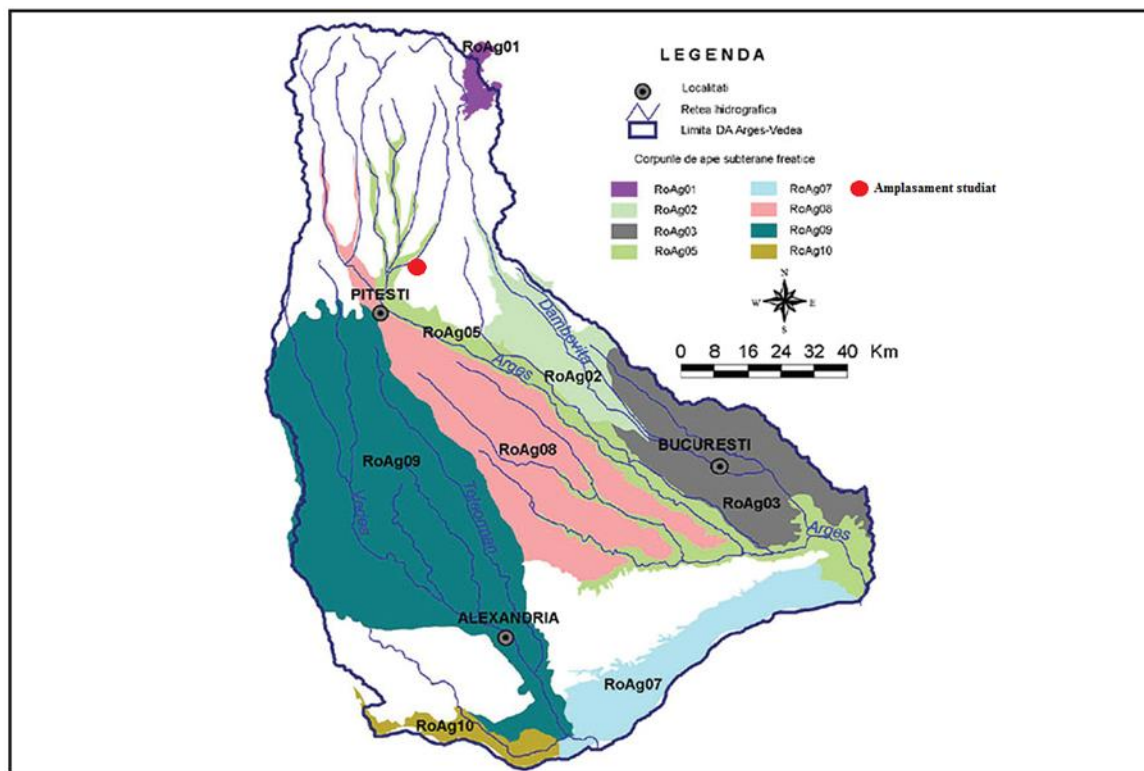 RoAg01
LEGENDA
Localitati
Retea hidrografica
Limita DA Arges-Vedea
Corpurile de ape subterane freatice
RoAg01
RoAg02
RoAg03
RoAg05
RoAg07
RoAg08
RoAg09
RoAg10
Amplasament studiat
N
W E
S
0 8 16 24 32 40 Km
PITESTI
RoAg05
Dambovita
Arges
RoAg02
BUCURESTI
RoAg08
RoAg09
RoAg03
Vedea
Teleorman
Arges
ALEXANDRIA
RoAg07
RoAg10